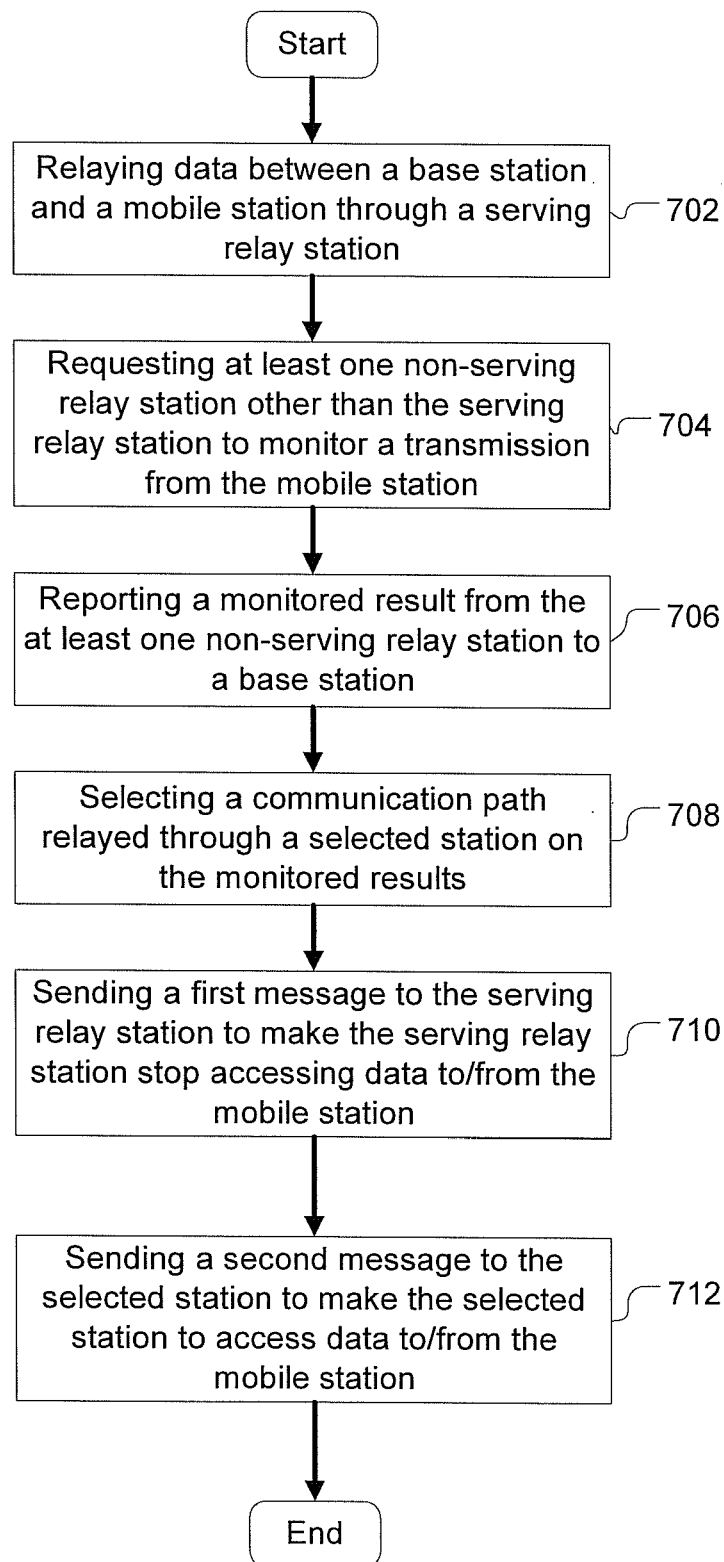 Start
Relaying data between a base station
and a mobile station through a serving
relay station
702
Requesting at least one non-serving
relay station other than the serving
relay station to monitor a transmission
from the mobile station
704
Reporting a monitored result from the
at least one non-serving relay station to
a base station
706
Selecting a communication path
relayed through a selected station on
the monitored results
708
Sending a first message to the serving
relay station to make the serving relay
station stop accessing data to/from the
mobile station
710
Sending a second message to the
selected station to make the selected
station to access data to/from the
mobile station
712
End